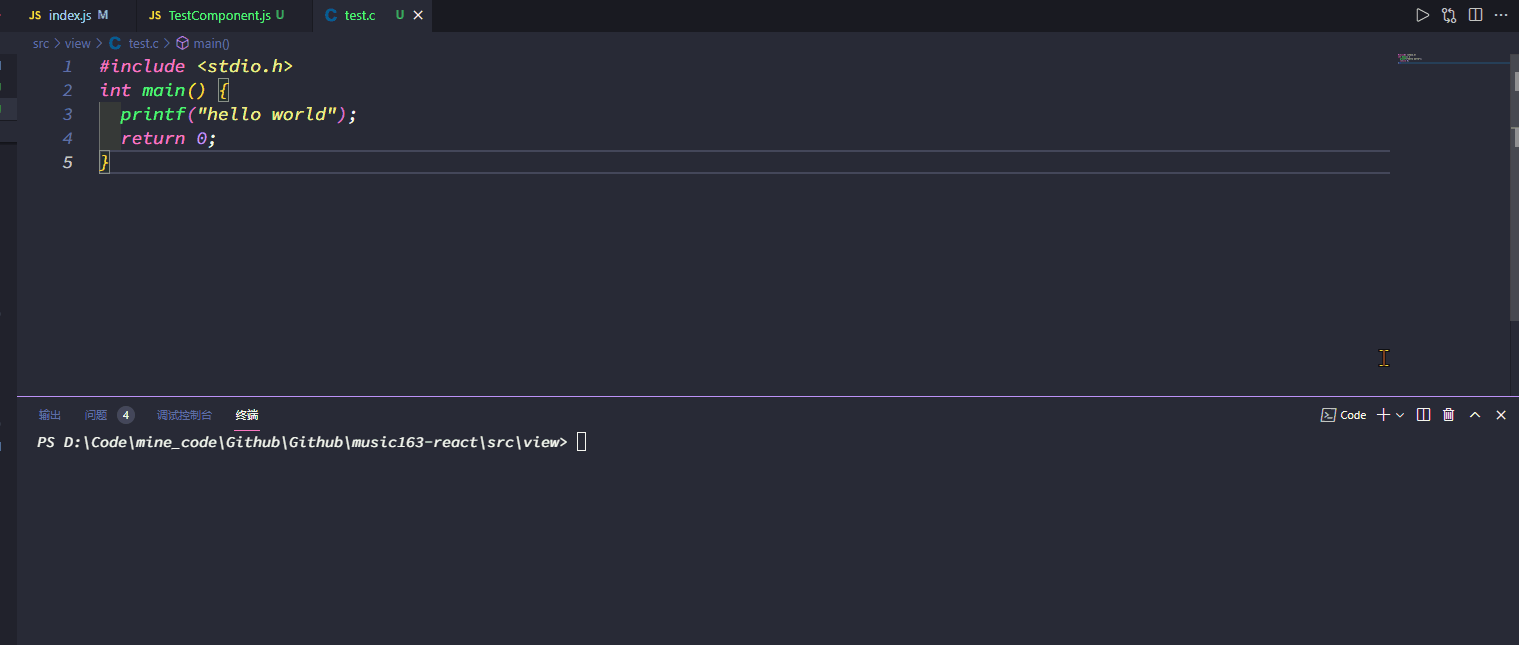 JS index.js M JS TestComponent.js U C test.c U
src > view > C test.c > main()
1 #include <stdio.h>
2 int main() {
3 printf("hello world");
4 return 0;
5 }
输出 问题 4 调试控制台 终端 Code
PS D:\Code\mine_code\Github\Github\music163-react\src\view>